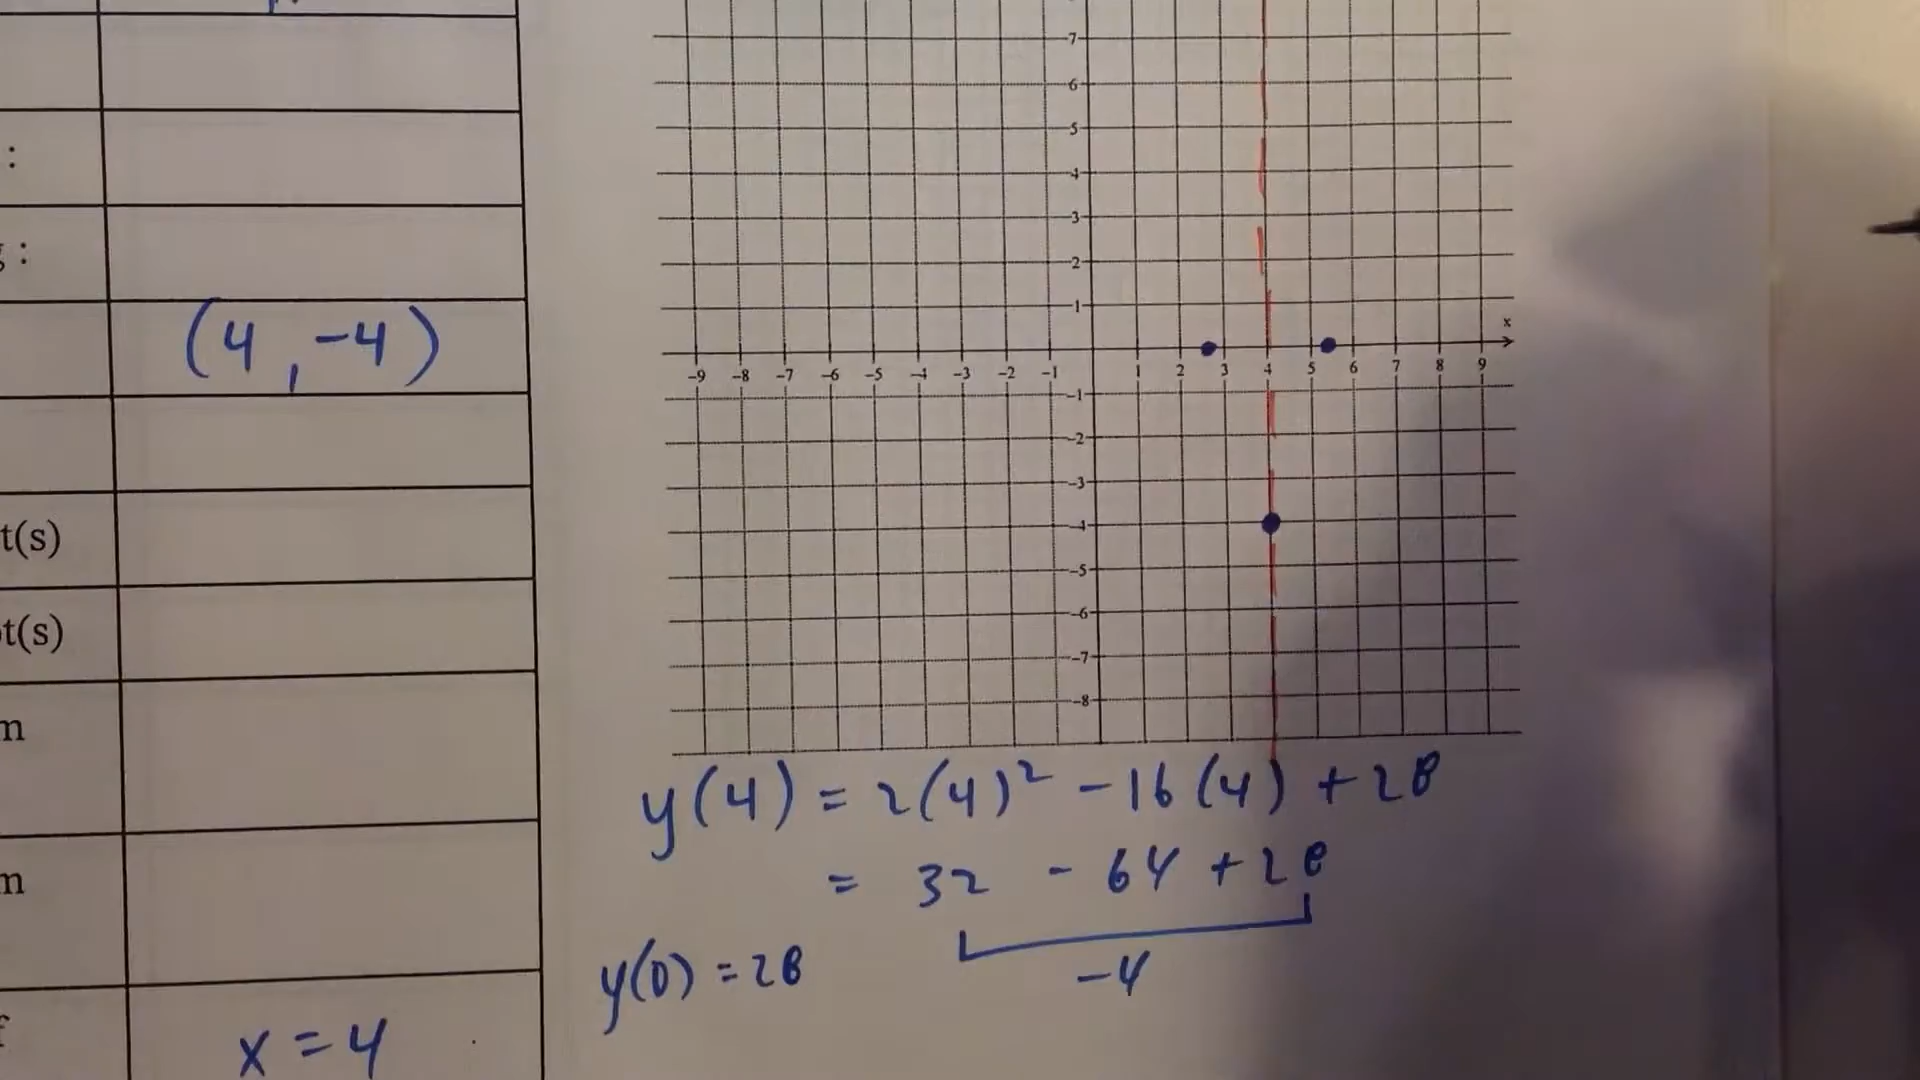 :
g :
(4, -4)
t(s)
t(s)
m
m
f
x = 4
7
6
5
4
3
2
1
x
-9 -8 -7 -6 -5 -4 -3 -2 -1 1 2 3 4 5 6 7 8 9
-1
-2
-3
-4
-5
-6
-7
-8
y(4) = 2(4)² - 16(4) + 28
= 32 - 64 + 28
y(0) = 28
-4